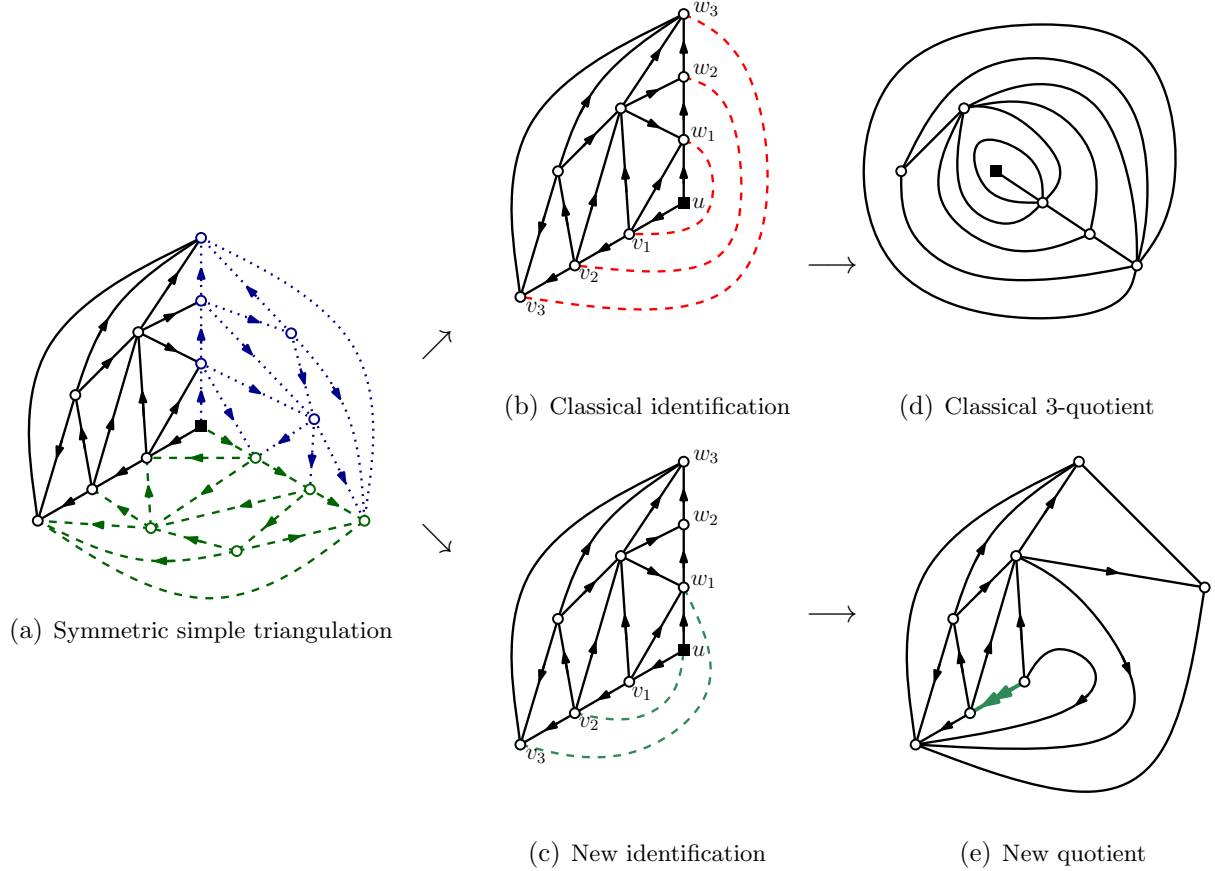 w₃
w₂
w₁
u
v₁
v₂
v₃
(a) Symmetric simple triangulation
(b) Classical identification
(d) Classical 3-quotient
w₃
w₂
w₁
u
v₁
v₂
v₃
(c) New identification
(e) New quotient